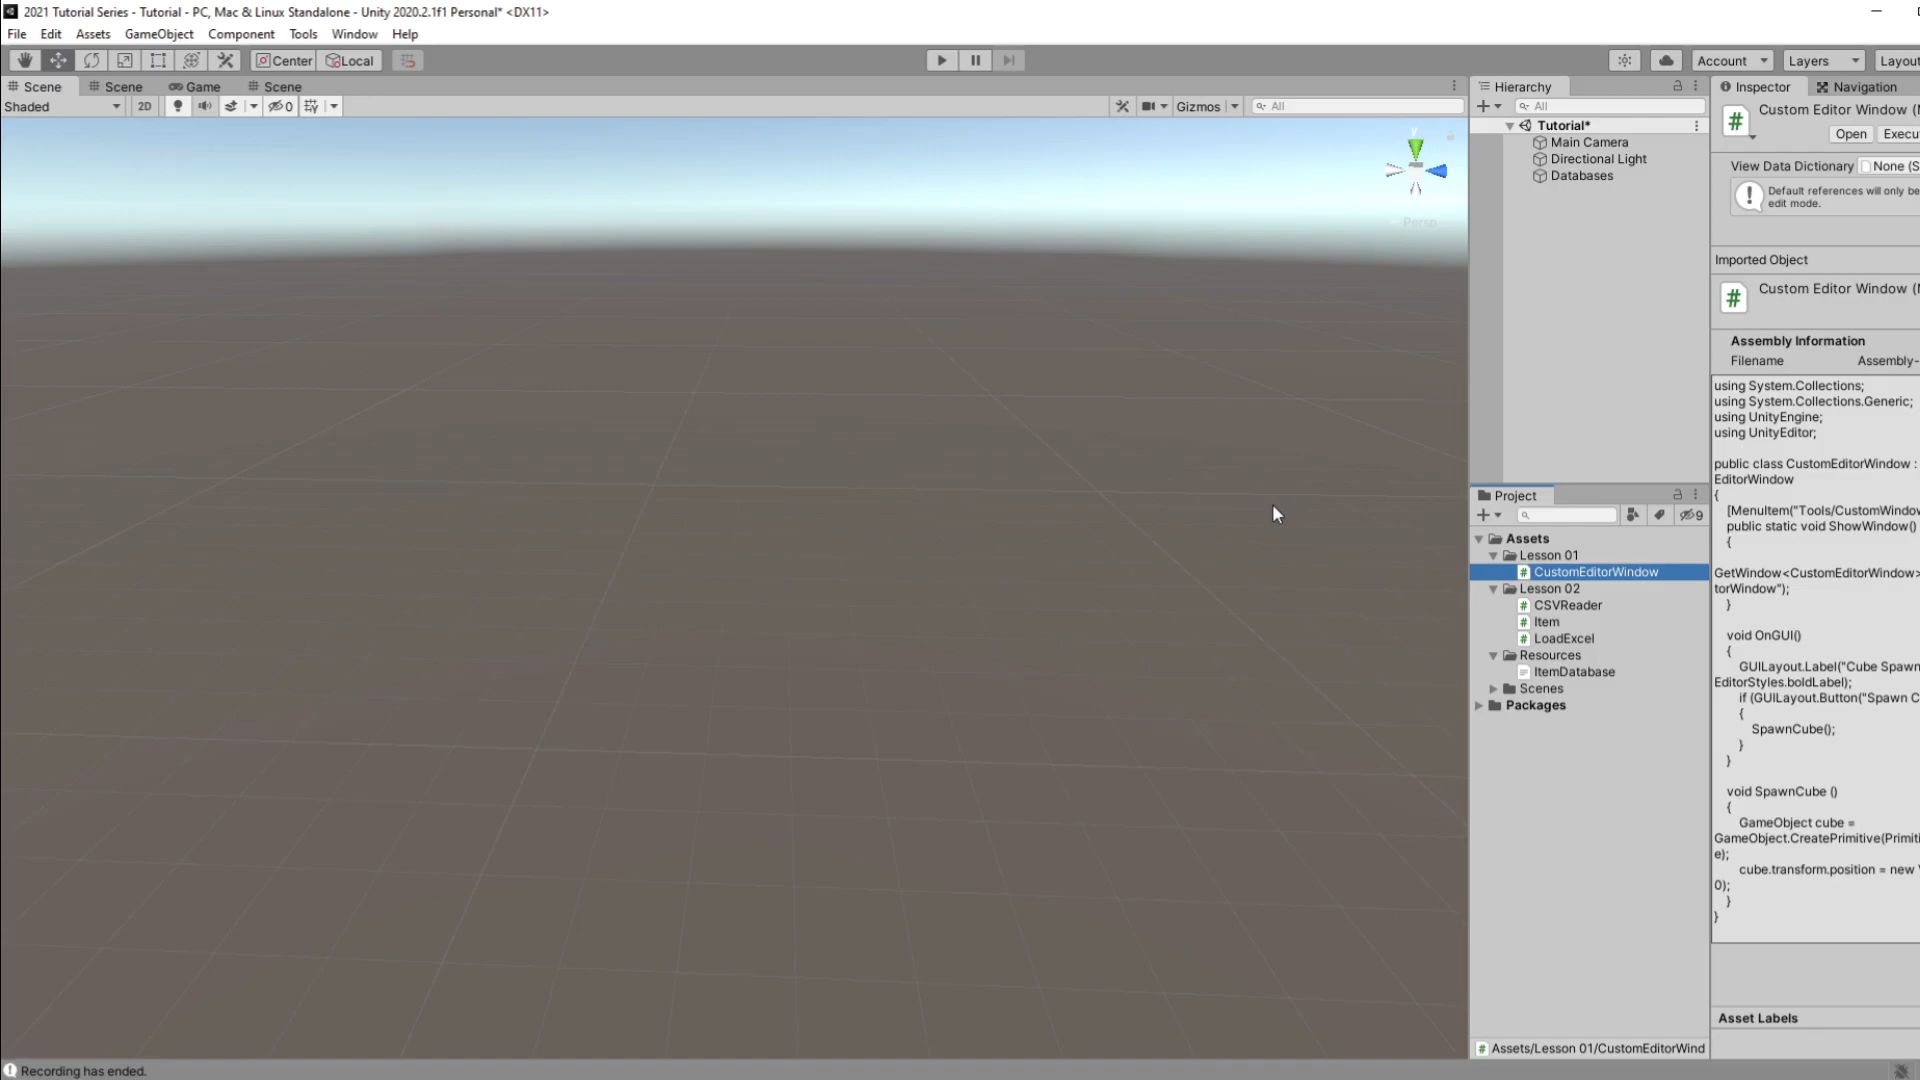 2021 Tutorial Series - Tutorial - PC, Mac & Linux Standalone - Unity 2020.2.1f1 Personal* <DX11>
File Edit Assets GameObject Component Tools Window Help
Center Local Account Layers Layout
Scene Scene Game Scene
Shaded 2D 0 Gizmos All
y
Persp
Hierarchy
All
Tutorial*
Main Camera
Directional Light
Databases
Project
9
Assets
Lesson 01
CustomEditorWindow
Lesson 02
CSVReader
Item
LoadExcel
Resources
ItemDatabase
Scenes
Packages
Assets/Lesson 01/CustomEditorWind
Inspector Navigation
Custom Editor Window (
Open Execu
View Data Dictionary None (S
Default references will only be
edit mode.
Imported Object
Custom Editor Window (
Assembly Information
Filename Assembly-
using System.Collections;
using System.Collections.Generic;
using UnityEngine;
using UnityEditor;
public class CustomEditorWindow :
EditorWindow
{
[MenuItem("Tools/CustomWindow
public static void ShowWindow()
{
GetWindow<CustomEditorWindow>
torWindow");
}
void OnGUI()
{
GUILayout.Label("Cube Spawn
EditorStyles.boldLabel);
if (GUILayout.Button("Spawn C
{
SpawnCube();
}
}
void SpawnCube ()
{
GameObject cube =
GameObject.CreatePrimitive(Primiti
e);
cube.transform.position = new
0);
}
}
Asset Labels
Recording has ended.